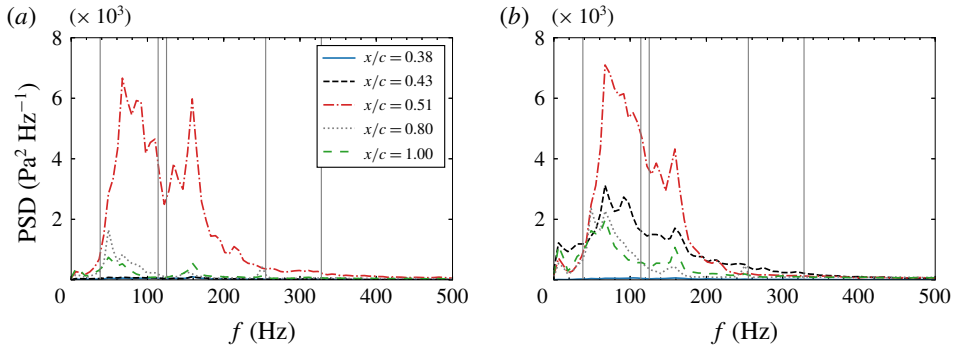 (a) (× 10³) (b) (× 10³)
8 8
x/c = 0.38
x/c = 0.43
6 x/c = 0.51 6
x/c = 0.80
x/c = 1.00
PSD (Pa² Hz⁻¹)
4 4
2 2
0 100 200 300 400 500 0 100 200 300 400 500
f (Hz) f (Hz)